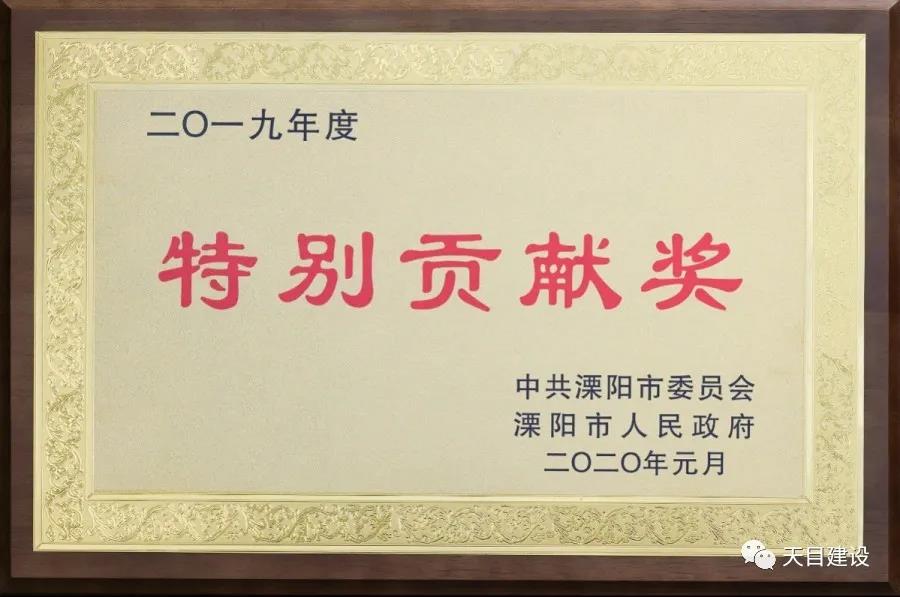 二〇一九年度
特别贡献奖
中共溧阳市委员会
溧阳市人民政府
二〇二〇年元月
天目建设